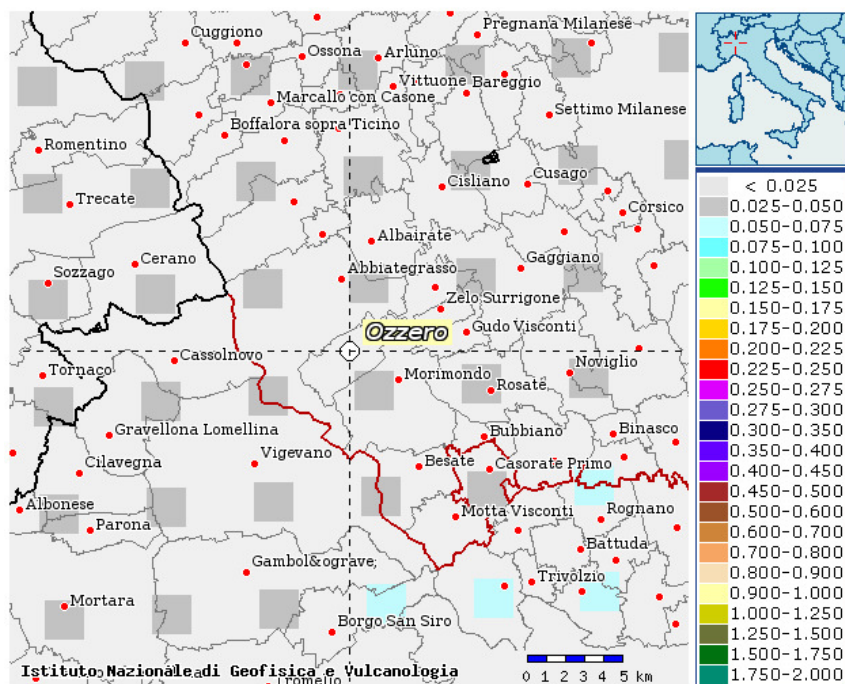 Cuggiono
Pregnana Milanese
Ossona
Arluno
Vittuone
Bareggio
Marcallo con Casone
Settimo Milanese
Boffalora sopra Ticino
Romentino
Cisliano
Cusago
Trecate
Corsico
Albairate
Cerano
Gaggiano
Abbiategrasso
Sozzago
Zelo Surrigone
Ozzero
Gudo Visconti
Cassolnovo
Tornaco
Morimondo
Noviglio
Rosate
Gravellona Lomellina
Bubbiano
Binasco
Vigevano
Besate
Casorate Primo
Cilavegna
Albonese
Motta Visconti
Rognano
Parona
Battuda
Gambol&ograve;
Trivolzio
Mortara
Borgo San Siro
Istituto Nazionale di Geofisica e Vulcanologia
Tromello
0 1 2 3 4 5 km
< 0.025
0.025-0.050
0.050-0.075
0.075-0.100
0.100-0.125
0.125-0.150
0.150-0.175
0.175-0.200
0.200-0.225
0.225-0.250
0.250-0.275
0.275-0.300
0.300-0.350
0.350-0.400
0.400-0.450
0.450-0.500
0.500-0.600
0.600-0.700
0.700-0.800
0.800-0.900
0.900-1.000
1.000-1.250
1.250-1.500
1.500-1.750
1.750-2.000